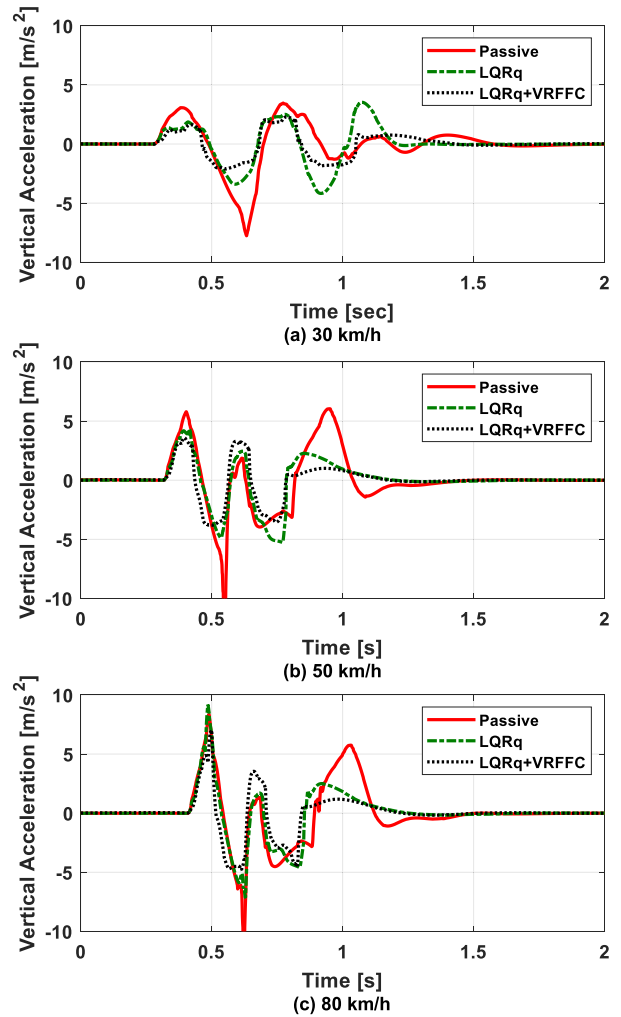 Vertical Acceleration [m/s²]
10
5
0
-5
-10
Passive
LQRq
LQRq+VRFFC
0 0.5 1 1.5 2
Time [sec]
(a) 30 km/h
Vertical Acceleration [m/s²]
10
5
0
-5
-10
Passive
LQRq
LQRq+VRFFC
0 0.5 1 1.5 2
Time [s]
(b) 50 km/h
Vertical Acceleration [m/s²]
10
5
0
-5
-10
Passive
LQRq
LQRq+VRFFC
0 0.5 1 1.5 2
Time [s]
(c) 80 km/h